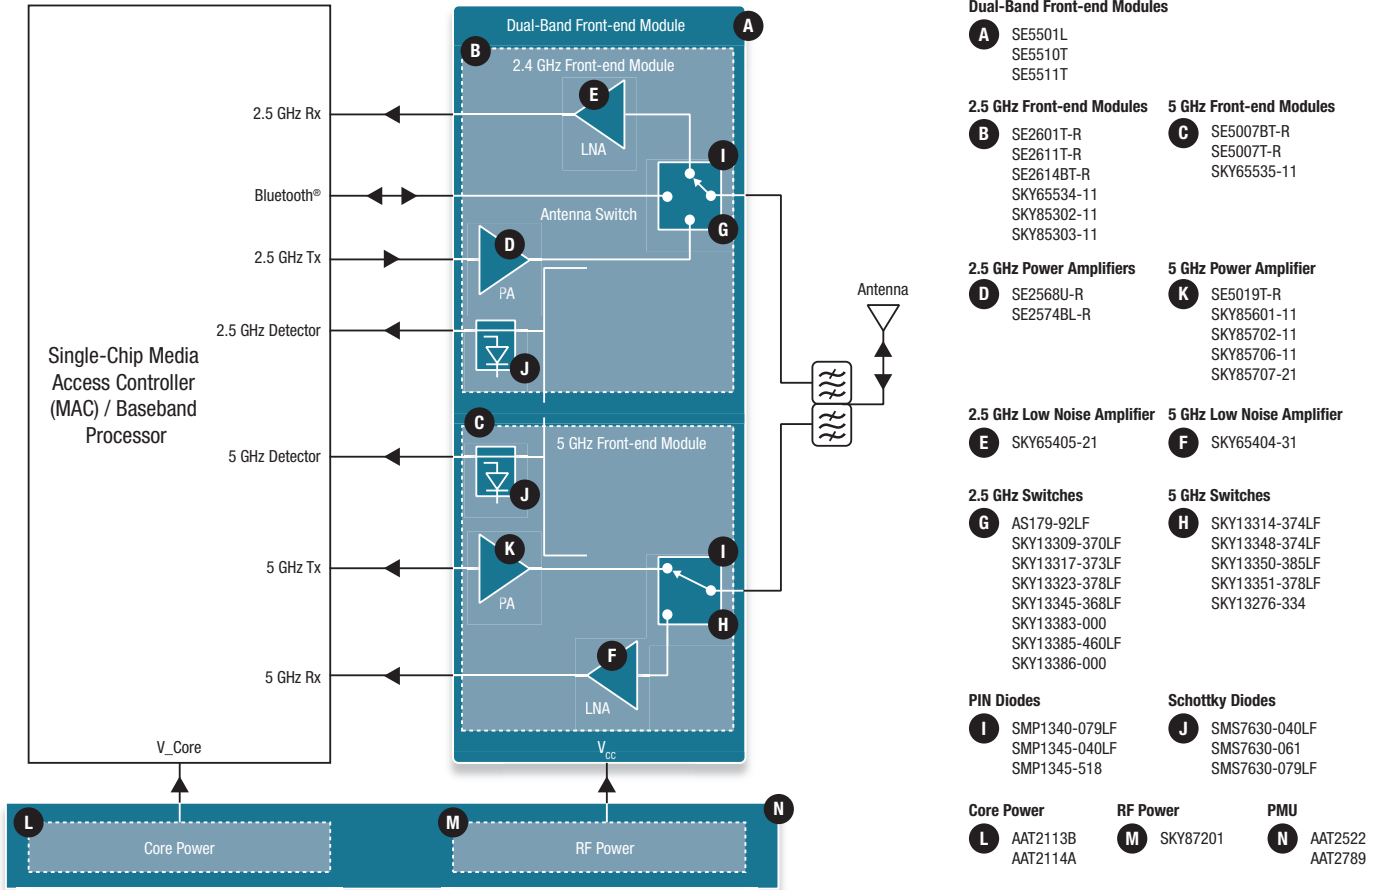 Dual-Band Front-end Module
A
B
2.4 GHz Front-end Module
E
LNA
2.5 GHz Rx
I
Bluetooth®
Antenna Switch
G
D
2.5 GHz Tx
PA
2.5 GHz Detector
J
Single-Chip Media
Access Controller
(MAC) / Baseband
Processor
Antenna
C
5 GHz Front-end Module
5 GHz Detector
J
K
I
5 GHz Tx
PA
H
F
5 GHz Rx
LNA
V_Core
Vcc
L
Core Power
M
RF Power
N
Dual-Band Front-end Modules
A
SE5501L
SE5510T
SE5511T
2.5 GHz Front-end Modules
B
SE2601T-R
SE2611T-R
SE2614BT-R
SKY65534-11
SKY85302-11
SKY85303-11
5 GHz Front-end Modules
C
SE5007BT-R
SE5007T-R
SKY65535-11
2.5 GHz Power Amplifiers
D
SE2568U-R
SE2574BL-R
5 GHz Power Amplifier
K
SE5019T-R
SKY85601-11
SKY85702-11
SKY85706-11
SKY85707-21
2.5 GHz Low Noise Amplifier
E
SKY65405-21
5 GHz Low Noise Amplifier
F
SKY65404-31
2.5 GHz Switches
G
AS179-92LF
SKY13309-370LF
SKY13317-373LF
SKY13323-378LF
SKY13345-368LF
SKY13383-000
SKY13385-460LF
SKY13386-000
5 GHz Switches
H
SKY13314-374LF
SKY13348-374LF
SKY13350-385LF
SKY13351-378LF
SKY13276-334
PIN Diodes
I
SMP1340-079LF
SMP1345-040LF
SMP1345-518
Schottky Diodes
J
SMS7630-040LF
SMS7630-061
SMS7630-079LF
Core Power
L
AAT2113B
AAT2114A
RF Power
M
SKY87201
PMU
N
AAT2522
AAT2789